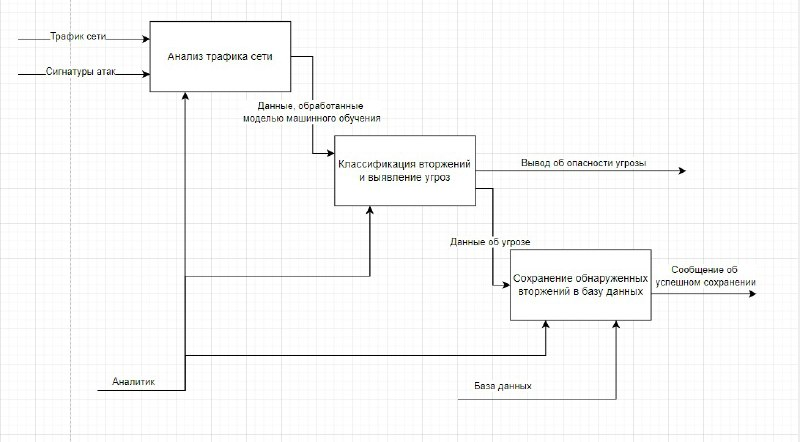 Трафик сети
Сигнатуры атак
Анализ трафика сети
Данные, обработанные
моделью машинного обучения
Классификация вторжений
и выявление угроз
Вывод об опасности угрозы
Данные об угрозе
Сохранение обнаруженных
вторжений в базу данных
Сообщение об
успешном сохранении
Аналитик
База данных